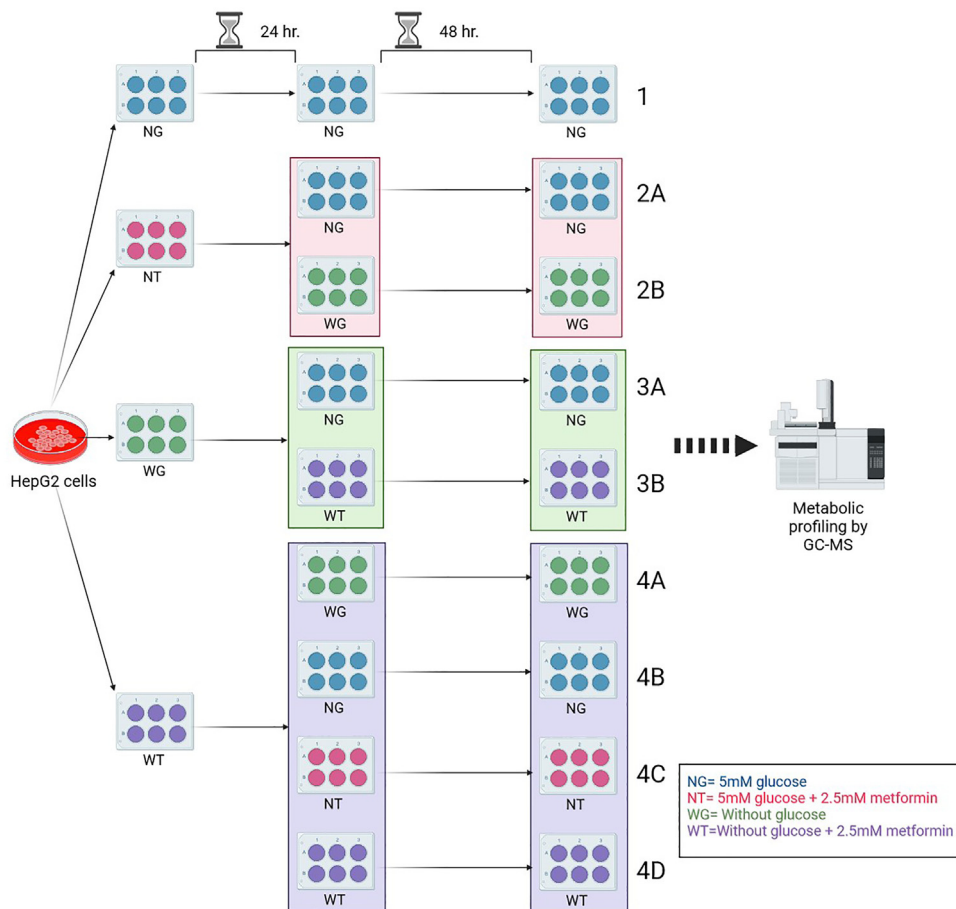 24 hr.
48 hr.
NG
NG
NG
1
NT
NG
NG
2A
WG
WG
2B
HepG2 cells
WG
NG
NG
3A
WT
WT
3B
Metabolic
profiling by
GC-MS
WT
WG
WG
4A
NG
NG
4B
NT
NT
4C
WT
WT
4D
NG= 5mM glucose
NT= 5mM glucose + 2.5mM metformin
WG= Without glucose
WT=Without glucose + 2.5mM metformin